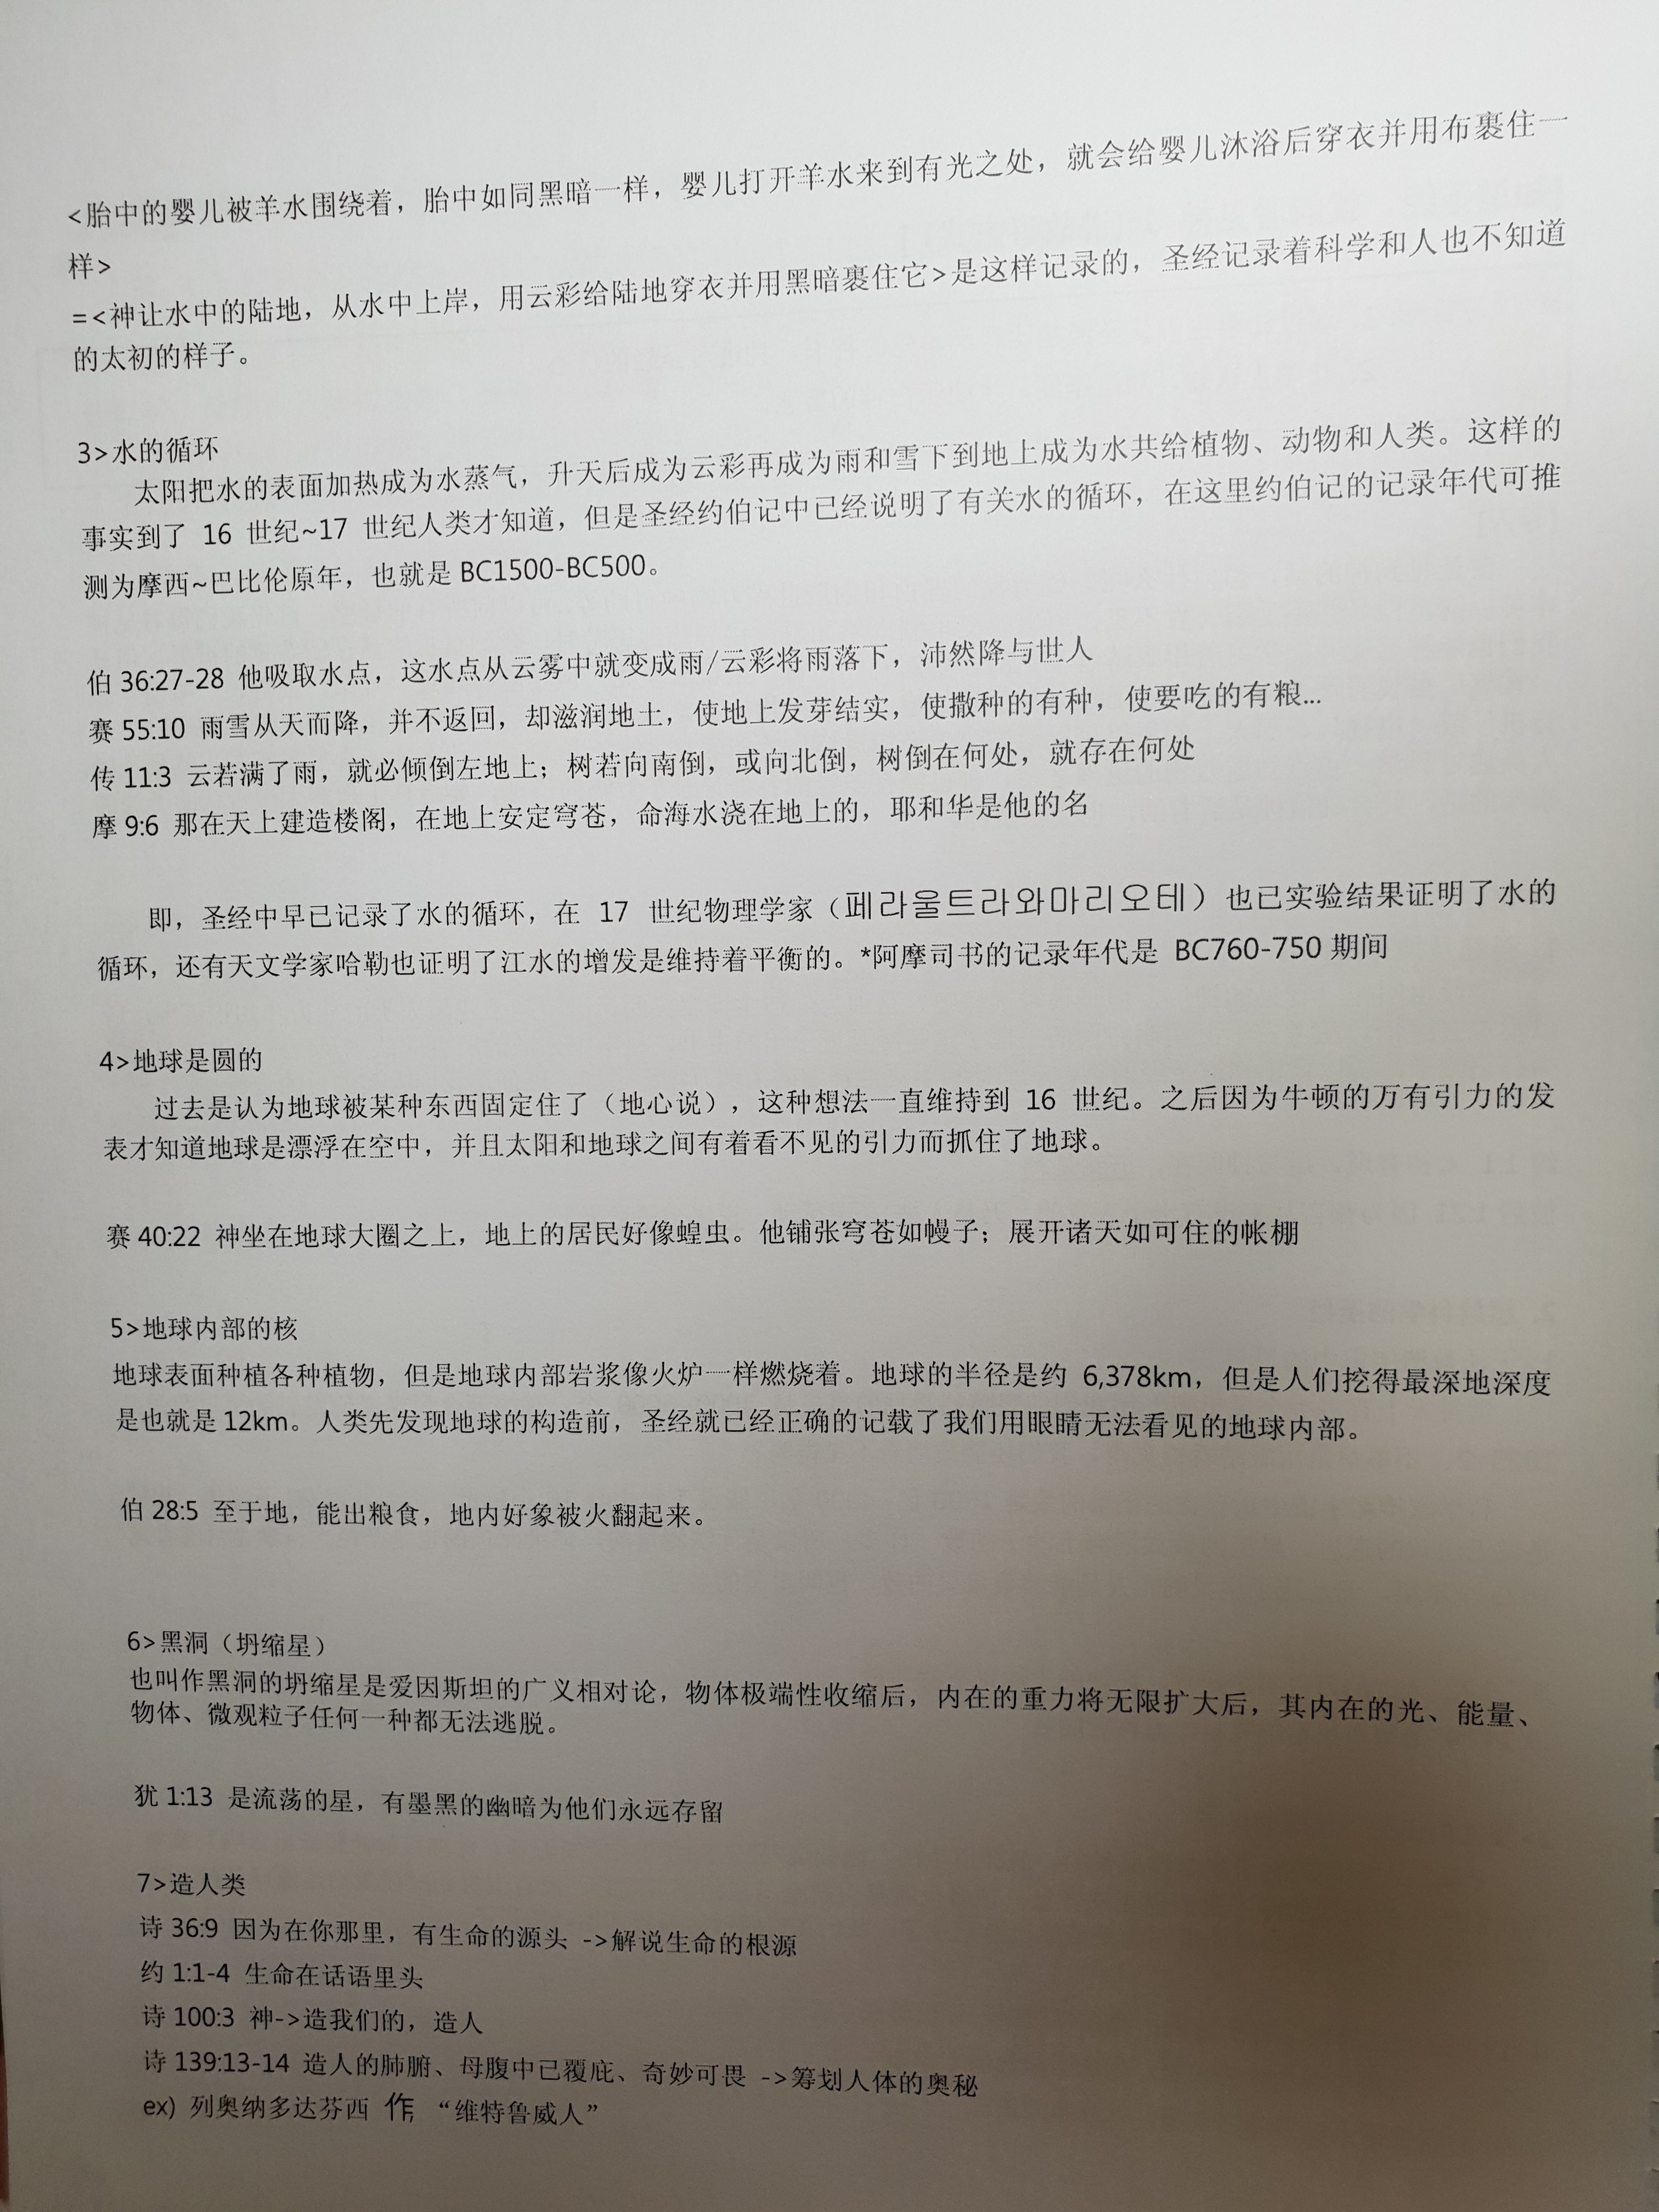 <胎中的婴儿被羊水围绕着，胎中如同黑暗一样，婴儿打开羊水来到有光之处，就会给婴儿沐浴后穿衣并用布裹住一
样>
=<神让水中的陆地，从水中上岸，用云彩给陆地穿衣并用黑暗裹住它>是这样记录的，圣经记录着科学和人也不知道
的太初的样子。
3>水的循环
太阳把水的表面加热成为水蒸气，升天后成为云彩再成为雨和雪下到地上成为水共给植物、动物和人类。这样的
事实到了 16 世纪~17 世纪人类才知道，但是圣经约伯记中已经说明了有关水的循环，在这里约伯记的记录年代可推
测为摩西~巴比伦原年，也就是 BC1500-BC500。
伯 36:27-28 他吸取水点，这水点从云雾中就变成雨/云彩将雨落下，沛然降与世人
赛 55:10 雨雪从天而降，并不返回，却滋润地土，使地上发芽结实，使撒种的有种，使要吃的有粮...
传 11:3 云若满了雨，就必倾倒左地上；树若向南倒，或向北倒，树倒在何处，就存在何处
摩 9:6 那在天上建造楼阁，在地上安定穹苍，命海水浇在地上的，耶和华是他的名
即，圣经中早已记录了水的循环，在 17 世纪物理学家（페라울트라와마리오테）也已实验结果证明了水的
循环，还有天文学家哈勒也证明了江水的增发是维持着平衡的。*阿摩司书的记录年代是 BC760-750 期间
4>地球是圆的
过去是认为地球被某种东西固定住了（地心说），这种想法一直维持到 16 世纪。之后因为牛顿的万有引力的发
表才知道地球是漂浮在空中，并且太阳和地球之间有着看不见的引力而抓住了地球。
赛 40:22 神坐在地球大圈之上，地上的居民好像蝗虫。他铺张穹苍如幔子；展开诸天如可住的帐棚
5>地球内部的核
地球表面种植各种植物，但是地球内部岩浆像火炉一样燃烧着。地球的半径是约 6,378km，但是人们挖得最深地深度
是也就是 12km。人类先发现地球的构造前，圣经就已经正确的记载了我们用眼睛无法看见的地球内部。
伯 28:5 至于地，能出粮食，地内好象被火翻起来。
6>黑洞（坍缩星）
也叫作黑洞的坍缩星是爱因斯坦的广义相对论，物体极端性收缩后，内在的重力将无限扩大后，其内在的光、能量、
物体、微观粒子任何一种都无法逃脱。
犹 1:13 是流荡的星，有墨黑的幽暗为他们永远存留
7>造人类
诗 36:9 因为在你那里，有生命的源头 ->解说生命的根源
约 1:1-4 生命在话语里头
诗 100:3 神->造我们的，造人
诗 139:13-14 造人的肺腑、母腹中已覆庇、奇妙可畏 ->筹划人体的奥秘
ex) 列奥纳多达芬西 作, “维特鲁威人”